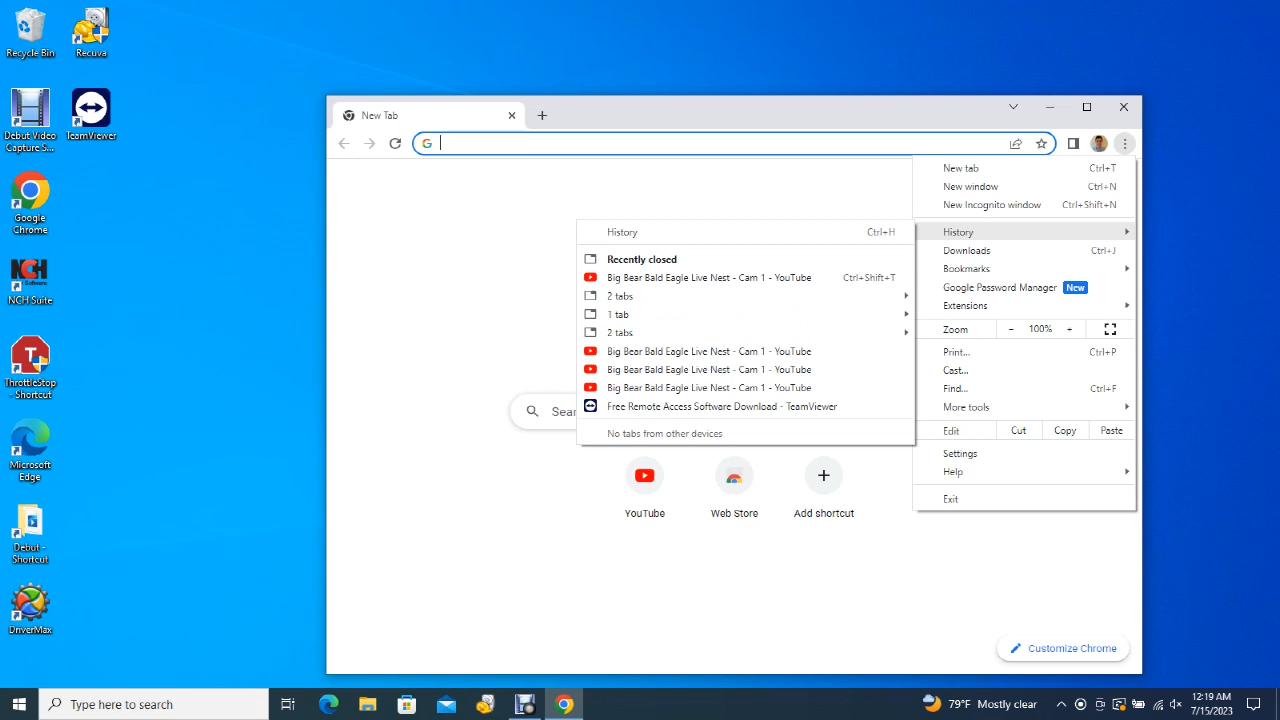 Recycle Bin
Recuva
Debut Video
Capture S...
TeamViewer
Google
Chrome
NCH
Software
NCH Suite
T
ThrottleStop
- Shortcut
Microsoft
Edge
Debut -
Shortcut
DriverMax
New Tab
G
New tab Ctrl+T
New window Ctrl+N
New Incognito window Ctrl+Shift+N
History
Downloads Ctrl+J
Bookmarks
Google Password Manager New
Extensions
Zoom - 100% +
Print... Ctrl+P
Cast...
Find... Ctrl+F
More tools
Edit Cut Copy Paste
Settings
Help
Exit
History Ctrl+H
Recently closed
Big Bear Bald Eagle Live Nest - Cam 1 - YouTube Ctrl+Shift+T
2 tabs
1 tab
2 tabs
Big Bear Bald Eagle Live Nest - Cam 1 - YouTube
Big Bear Bald Eagle Live Nest - Cam 1 - YouTube
Big Bear Bald Eagle Live Nest - Cam 1 - YouTube
Free Remote Access Software Download - TeamViewer
No tabs from other devices
Sear
YouTube
Web Store
Add shortcut
Customize Chrome
Type here to search
79°F Mostly clear
12:19 AM
7/15/2023